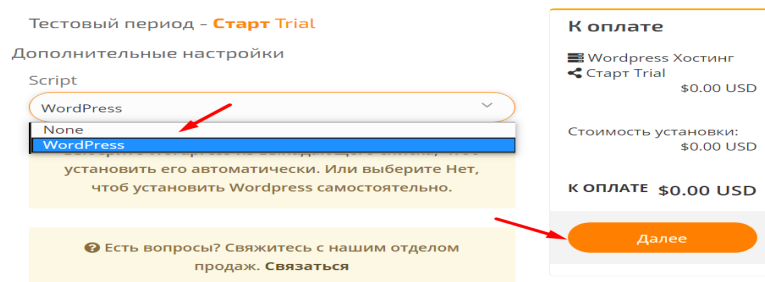 Тестовый период - Старт Trial
Дополнительные настройки
Script
WordPress
None
WordPress
установить его автоматически. Или выберите Нет,
чтоб установить Wordpress самостоятельно.
Есть вопросы? Свяжитесь с нашим отделом
продаж. Связаться
К оплате
Wordpress Хостинг
Старт Trial
$0.00 USD
Стоимость установки:
$0.00 USD
К ОПЛАТЕ $0.00 USD
Далее